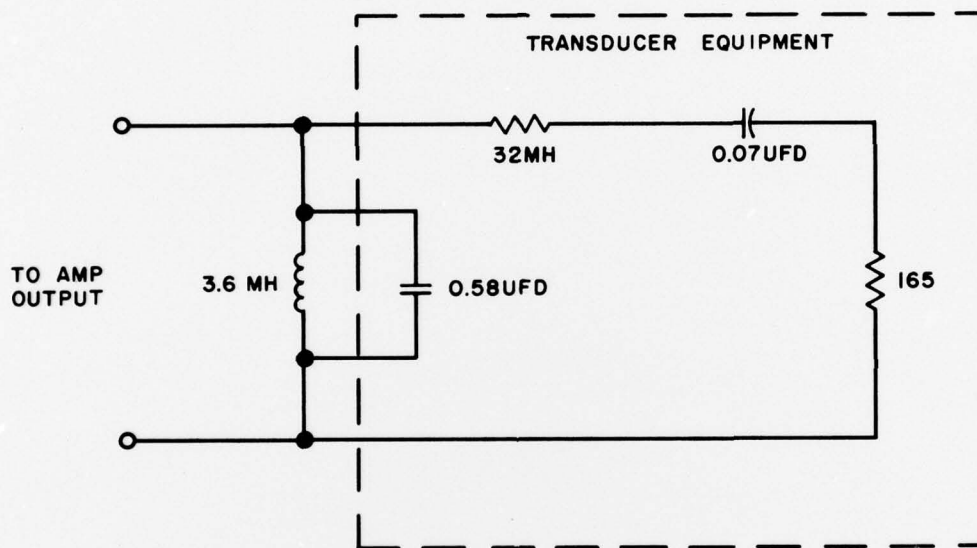 TRANSDUCER EQUIPMENT
32MH
0.07UFD
TO AMP
OUTPUT
3.6 MH
0.58UFD
165